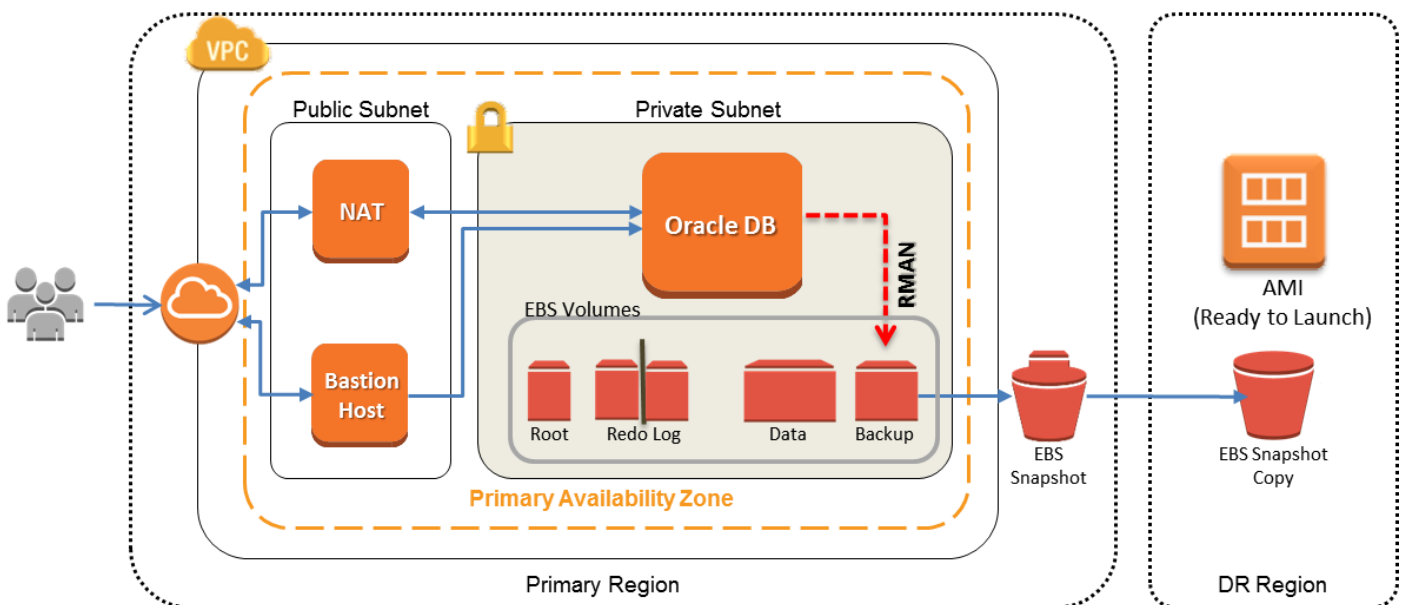 VPC
Public Subnet
Private Subnet
NAT
Oracle DB
RMAN
Bastion
Host
EBS Volumes
Root
Redo Log
Data
Backup
EBS
Snapshot
Primary Availability Zone
Primary Region
AMI
(Ready to Launch)
EBS Snapshot
Copy
DR Region